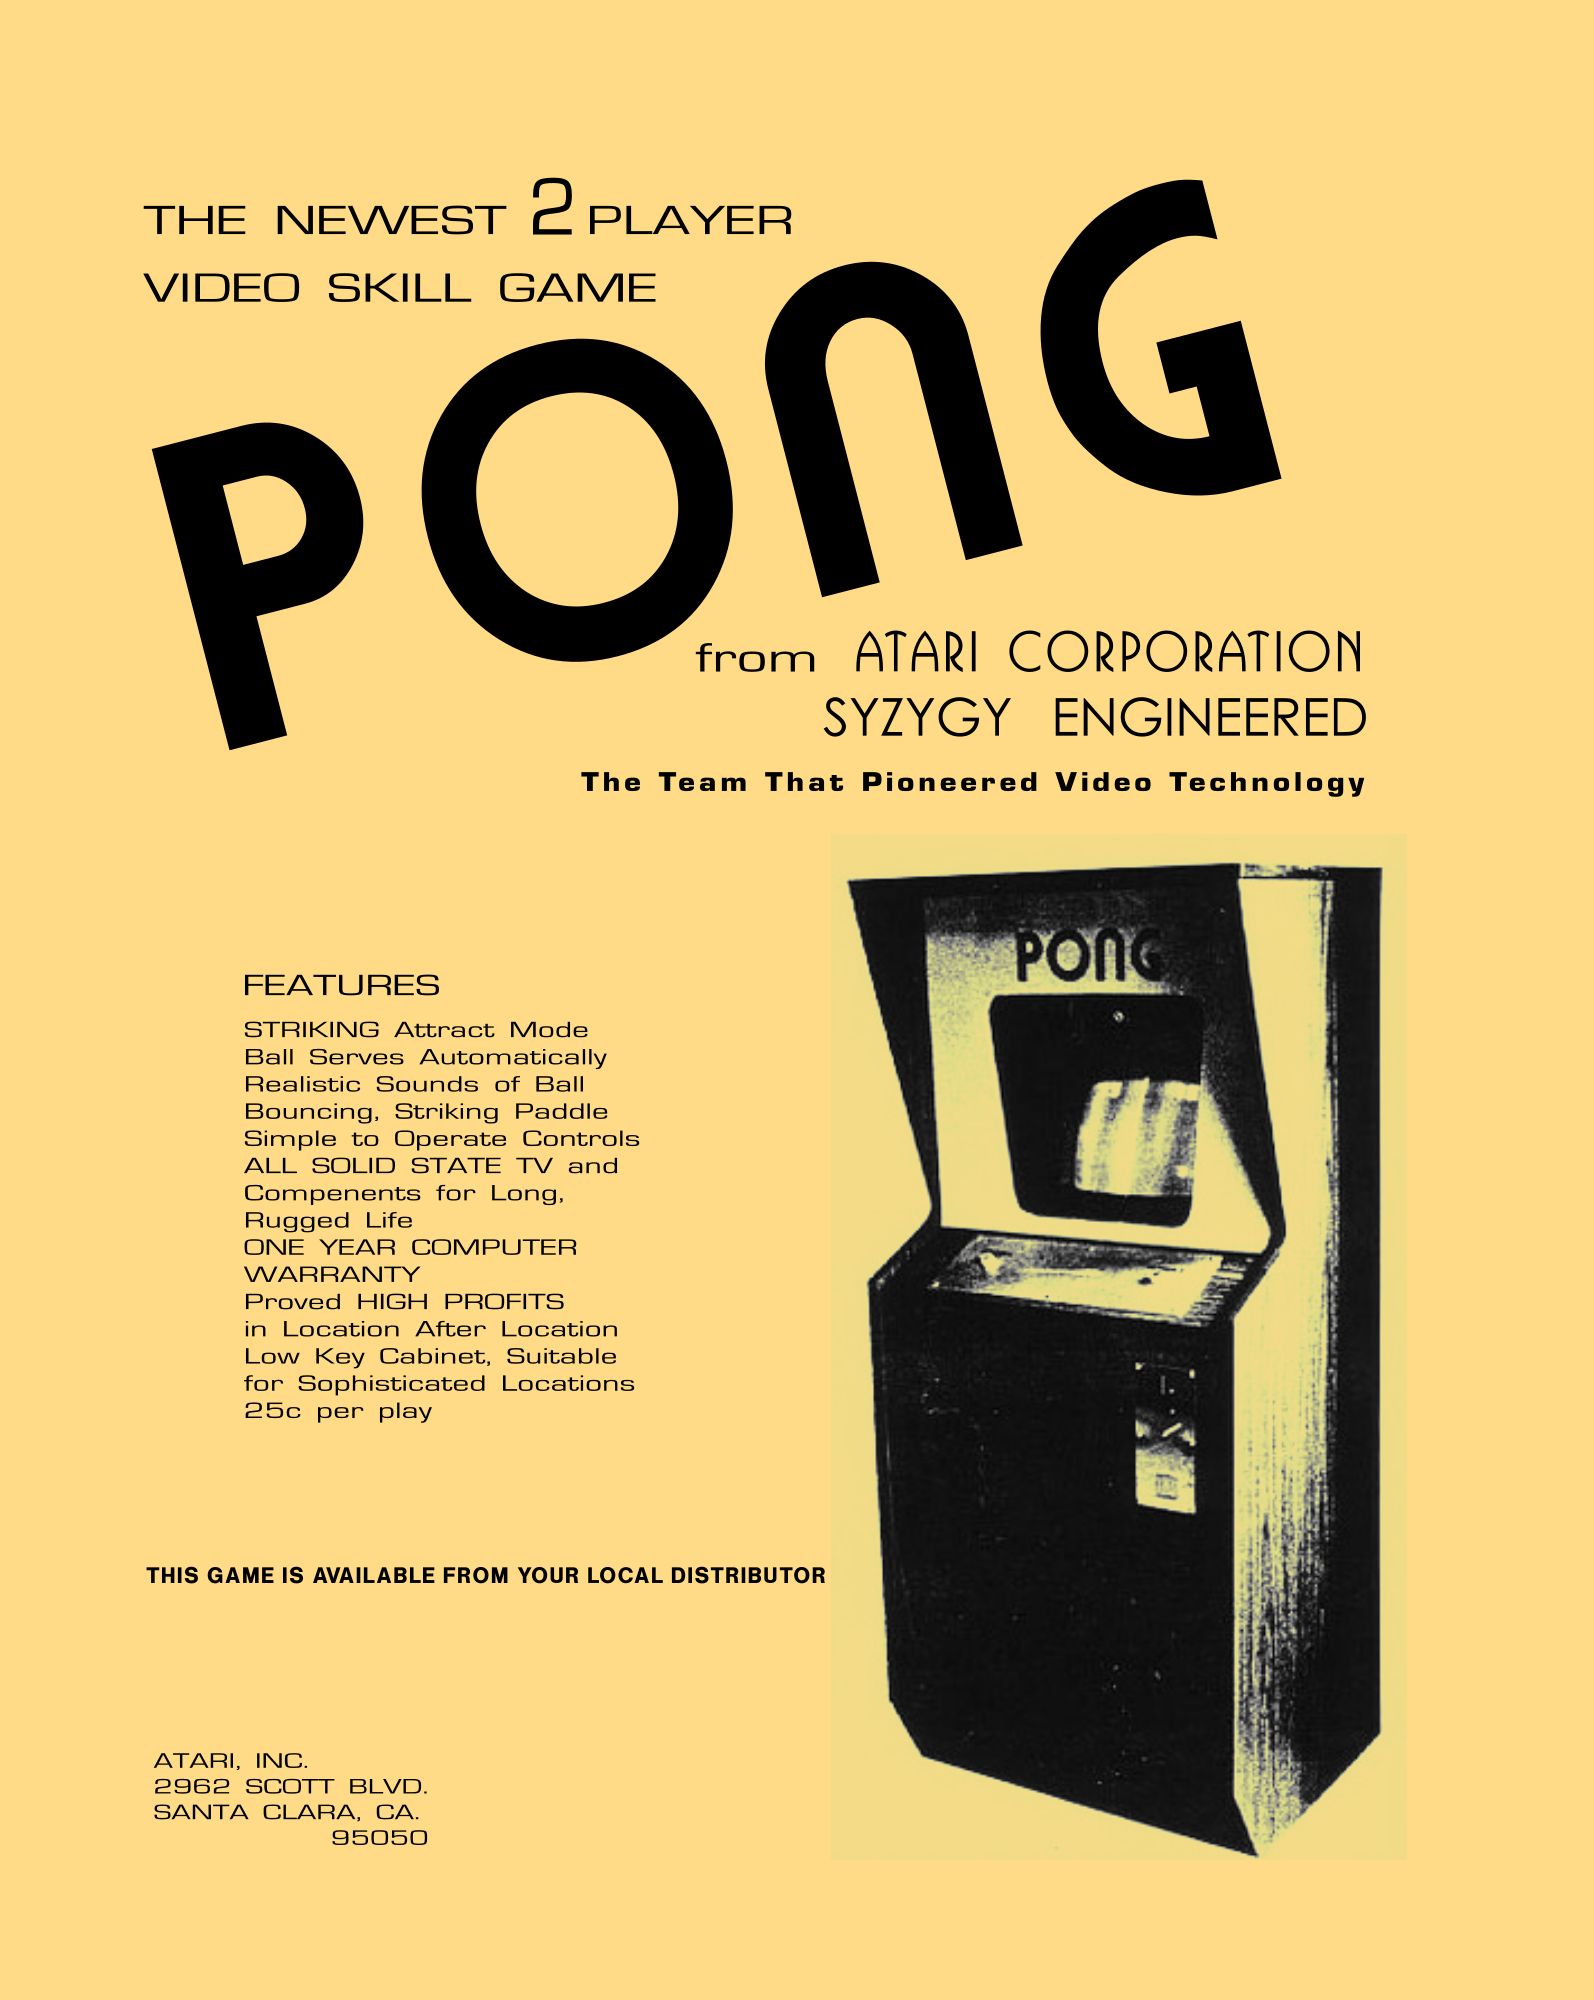 THE NEWEST 2 PLAYER
VIDEO SKILL GAME
PONG
from ATARI CORPORATION
SYZYGY ENGINEERED
The Team That Pioneered Video Technology
PONG
FEATURES
STRIKING Attract Mode
Ball Serves Automatically
Realistic Sounds of Ball
Bouncing, Striking Paddle
Simple to Operate Controls
ALL SOLID STATE TV and
Compenents for Long,
Rugged Life
ONE YEAR COMPUTER
WARRANTY
Proved HIGH PROFITS
in Location After Location
Low Key Cabinet, Suitable
for Sophisticated Locations
25c per play
THIS GAME IS AVAILABLE FROM YOUR LOCAL DISTRIBUTOR
ATARI, INC.
2962 SCOTT BLVD.
SANTA CLARA, CA.
95050